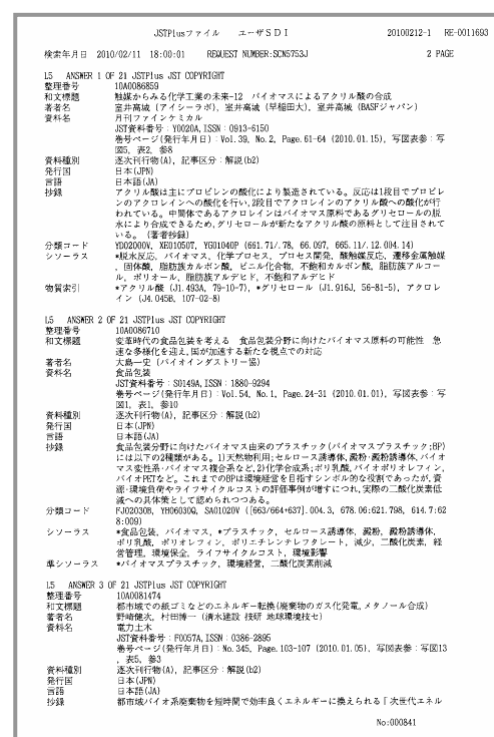 JSTPlusファイル　ユーザSDI　20100212-1　RE-0011693
検索年月日　2010/02/11　18:00:01　REQUEST NUMBER:SCN5753J　2 PAGE
L5　ANSWER 1 OF 21 JSTPlus JST COPYRIGHT
整理番号　10A0086859
和文標題　触媒からみる化学工業の未来-12　バイオマスによるアクリル酸の合成
著者名　室井高城（アイシーラボ），室井高城（早稲田大），室井高城（BASFジャパン）
資料名　月刊ファインケミカル
JST資料番号：Y0020A, ISSN：0913-6150
巻号ページ(発行年月日)：Vol.39, No.2, Page.61-64 (2010.01.15), 写図表参：写
図5, 表2, 参8
資料種別　逐次刊行物(A), 記事区分：解説(b2)
発行国　日本(JPN)
言語　日本語(JA)
抄録　アクリル酸は主にプロピレンの酸化により製造されている。反応は1段目でプロピレ
ンのアクロレインへの酸化を行い, 2段目でアクロレインのアクリル酸への酸化が行
われている。中間体であるアクロレインはバイオマス原料であるグリセロールの脱
水により合成できるため, グリセロールが新たなアクリル酸の原料として注目されて
いる。（著者抄録）
分類コード　YD02000V, XE01050T, YG01040P (661.71/.78, 66.097, 665.11/.12.094.14)
シソーラス　*脱水反応, バイオマス, 化学プロセス, プロセス開発, 酸触媒反応, 遷移金属触媒
, 固体酸, 脂肪族カルボン酸, ビニル化合物, 不飽和カルボン酸, 脂肪族アルコー
ル, ポリオール, 脂肪族アルデヒド, 不飽和アルデヒド
物質索引　*アクリル酸 (J1.493A, 79-10-7), *グリセロール (J1.916J, 56-81-5), アクロレ
イン (J4.045B, 107-02-8)
L5　ANSWER 2 OF 21 JSTPlus JST COPYRIGHT
整理番号　10A0086710
和文標題　変革時代の食品包装を考える　食品包装分野に向けたバイオマス原料の可能性　急
速な多様化を迎え, 国が加速する新たな視点での対応
著者名　大島一史（バイオインダストリー協）
資料名　食品包装
JST資料番号：S0149A, ISSN：1880-9294
巻号ページ(発行年月日)：Vol.54, No.1, Page.24-31 (2010.01.01), 写図表参：写
図1, 表1, 参10
資料種別　逐次刊行物(A), 記事区分：解説(b2)
発行国　日本(JPN)
言語　日本語(JA)
抄録　食品包装分野に向けたバイオマス由来のプラスチック(バイオマスプラスチック;BP)
には以下の2種類がある。1)天然物利用;セルロース誘導体, 澱粉・澱粉誘導体, バイオ
マス変性系・バイオマス複合系など, 2)化学合成系;ポリ乳酸, バイオポリオレフィン,
バイオPETなど。これまでのBPは環境経営を目指すシンボル的な役割であったが, 資
源・環境負荷やライフサイクルコストの評価事例が増すにつれ, 実際の二酸化炭素低
減への具体策として認められつつある。
分類コード　FJ02030B, YH06030Q, SA01020V ([663/664+637].004.3, 678.06:621.798, 614.7:62
8:009)
シソーラス　*食品包装, バイオマス, *プラスチック, セルロース誘導体, 澱粉, 澱粉誘導体,
ポリ乳酸, ポリオレフィン, ポリエチレンテレフタレート, 減少, 二酸化炭素, 経
営管理, 環境保全, ライフサイクルコスト, 環境影響
準シソーラス　*バイオマスプラスチック, 環境経営, 二酸化炭素削減
L5　ANSWER 3 OF 21 JSTPlus JST COPYRIGHT
整理番号　10A0081474
和文標題　都市域での紙ゴミなどのエネルギー転換(廃棄物のガス化発電, メタノール合成)
著者名　野崎健次, 村田博一（清水建設 技研 地球環境技セ）
資料名　電力土木
JST資料番号：F0057A, ISSN：0386-2895
巻号ページ(発行年月日)：No.345, Page.103-107 (2010.01.05), 写図表参：写図13
, 表5, 参3
資料種別　逐次刊行物(A), 記事区分：解説(b2)
発行国　日本(JPN)
言語　日本語(JA)
抄録　都市域バイオ系廃棄物を短時間で効率良くエネルギーに換えられる「次世代エネル
No:000841